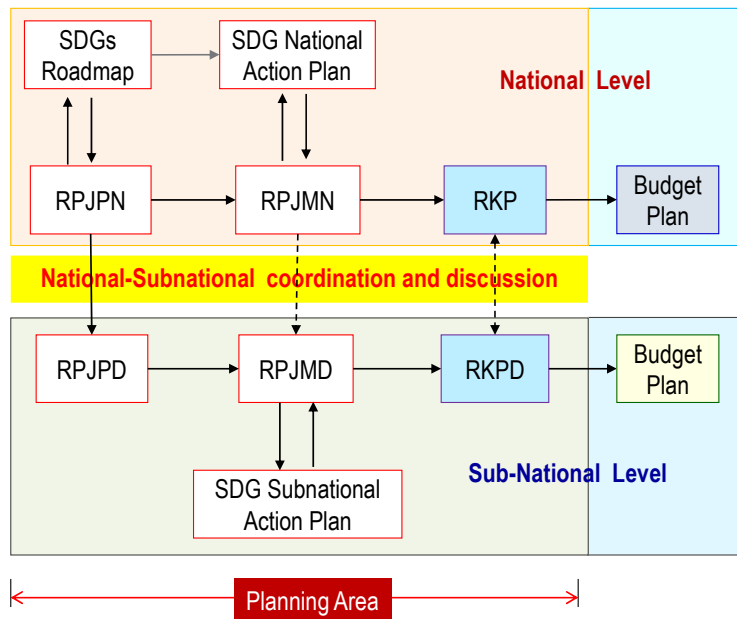 SDGs
Roadmap
SDG National
Action Plan
National Level
RPJPN
RPJMN
RKP
Budget
Plan
National-Subnational coordination and discussion
RPJPD
RPJMD
RKPD
Budget
Plan
SDG Subnational
Action Plan
Sub-National Level
Planning Area